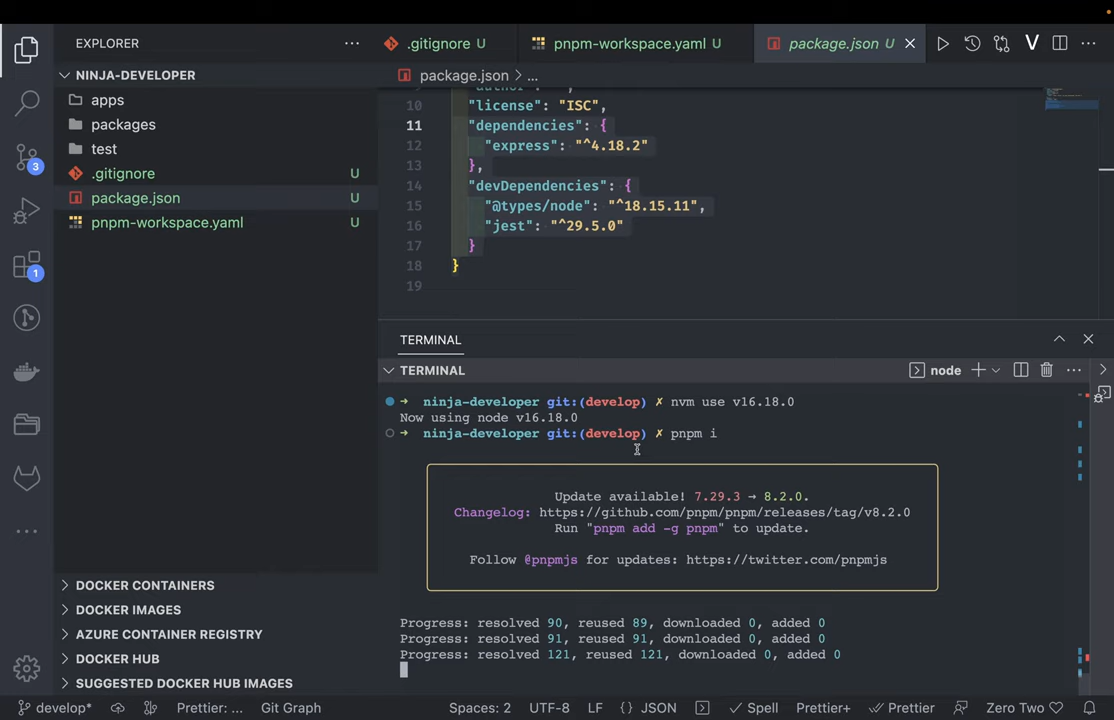 EXPLORER
NINJA-DEVELOPER
apps
packages
test
.gitignore U
package.json U
pnpm-workspace.yaml U
DOCKER CONTAINERS
DOCKER IMAGES
AZURE CONTAINER REGISTRY
DOCKER HUB
SUGGESTED DOCKER HUB IMAGES
3
1
.gitignore U
pnpm-workspace.yaml U
package.json U
package.json > ...
10 "license": "ISC",
11 "dependencies": {
12 "express": "^4.18.2"
13 },
14 "devDependencies": {
15 "@types/node": "^18.15.11",
16 "jest": "^29.5.0"
17 }
18 }
19
TERMINAL
TERMINAL
node
➜ ninja-developer git:(develop) ✗ nvm use v16.18.0
Now using node v16.18.0
➜ ninja-developer git:(develop) ✗ pnpm i
Update available! 7.29.3 → 8.2.0.
Changelog: https://github.com/pnpm/pnpm/releases/tag/v8.2.0
Run "pnpm add -g pnpm" to update.
Follow @pnpmjs for updates: https://twitter.com/pnpmjs
Progress: resolved 90, reused 89, downloaded 0, added 0
Progress: resolved 91, reused 91, downloaded 0, added 0
Progress: resolved 121, reused 121, downloaded 0, added 0
develop* Prettier: ... Git Graph Spaces: 2 UTF-8 LF {} JSON Spell Prettier+ Prettier Zero Two